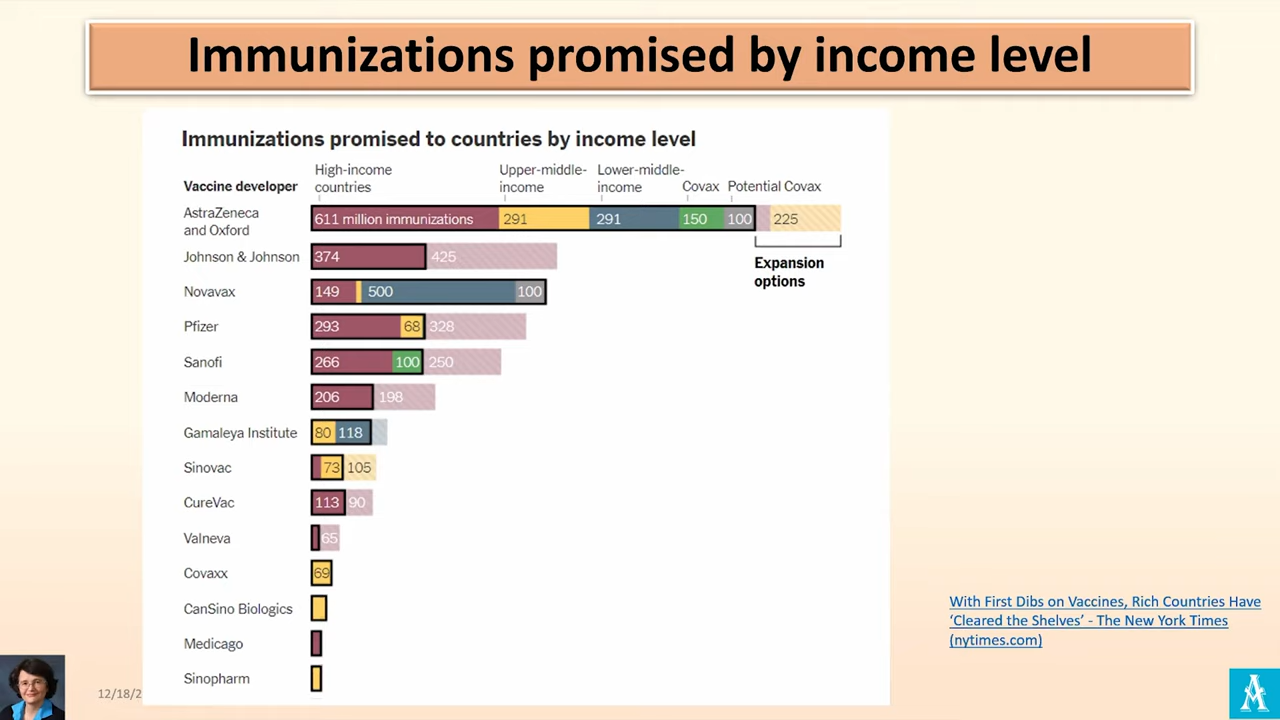 Immunizations promised by income level
Immunizations promised to countries by income level
High-income
countries
Upper-middle-
income
Lower-middle-
income
Covax
Potential Covax
Vaccine developer
AstraZeneca
and Oxford
611 million immunizations 291 291 150 100 225
Expansion
options
Johnson & Johnson 374 425
Novavax 149 500 100
Pfizer 293 68 328
Sanofi 266 100 250
Moderna 206 198
Gamaleya Institute 80 118
Sinovac 73 105
CureVac 113 90
Valneva 65
Covaxx 69
CanSino Biologics
Medicago
Sinopharm
With First Dibs on Vaccines, Rich Countries Have
‘Cleared the Shelves’ - The New York Times
(nytimes.com)
12/18/2
A